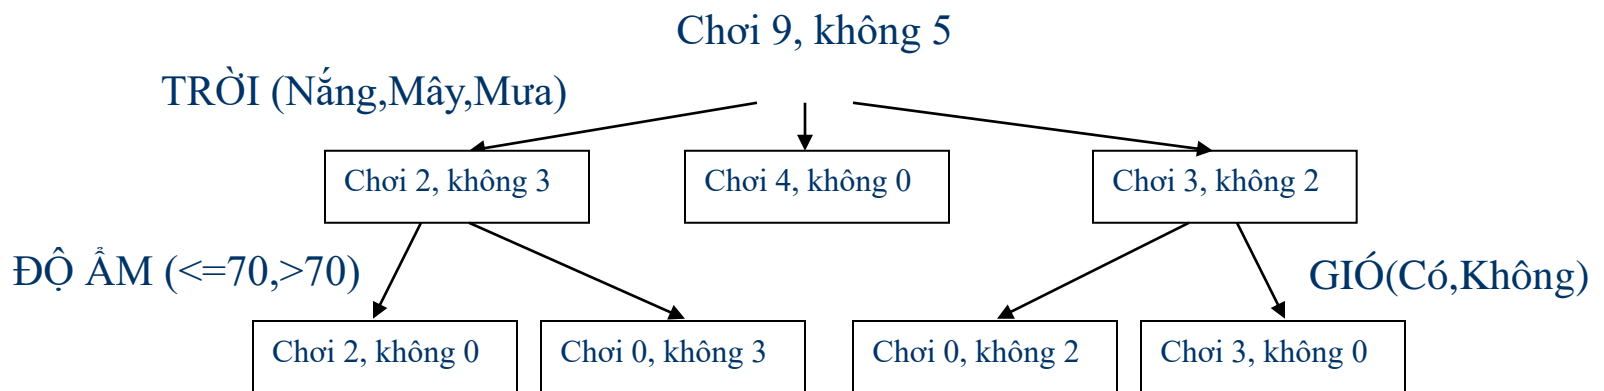 Chơi 9, không 5
TRỜI (Nắng,Mây,Mưa)
Chơi 2, không 3
Chơi 4, không 0
Chơi 3, không 2
ĐỘ ẨM (<=70,>70)
GIÓ(Có,Không)
Chơi 2, không 0
Chơi 0, không 3
Chơi 0, không 2
Chơi 3, không 0